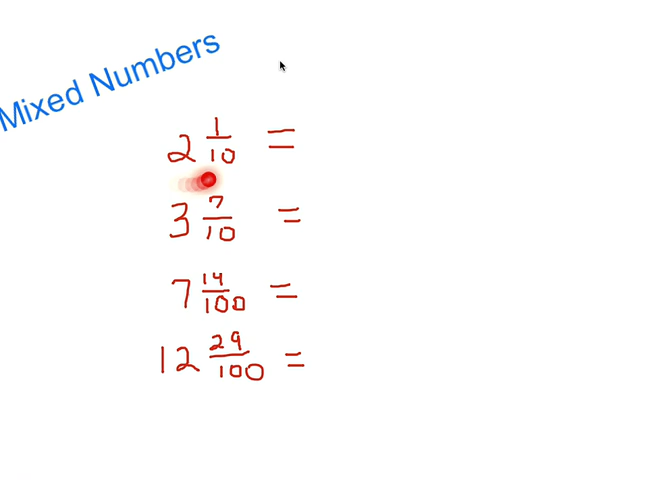 Mixed Numbers
2 1/10 =
3 7/10 =
7 14/100 =
12 29/100 =